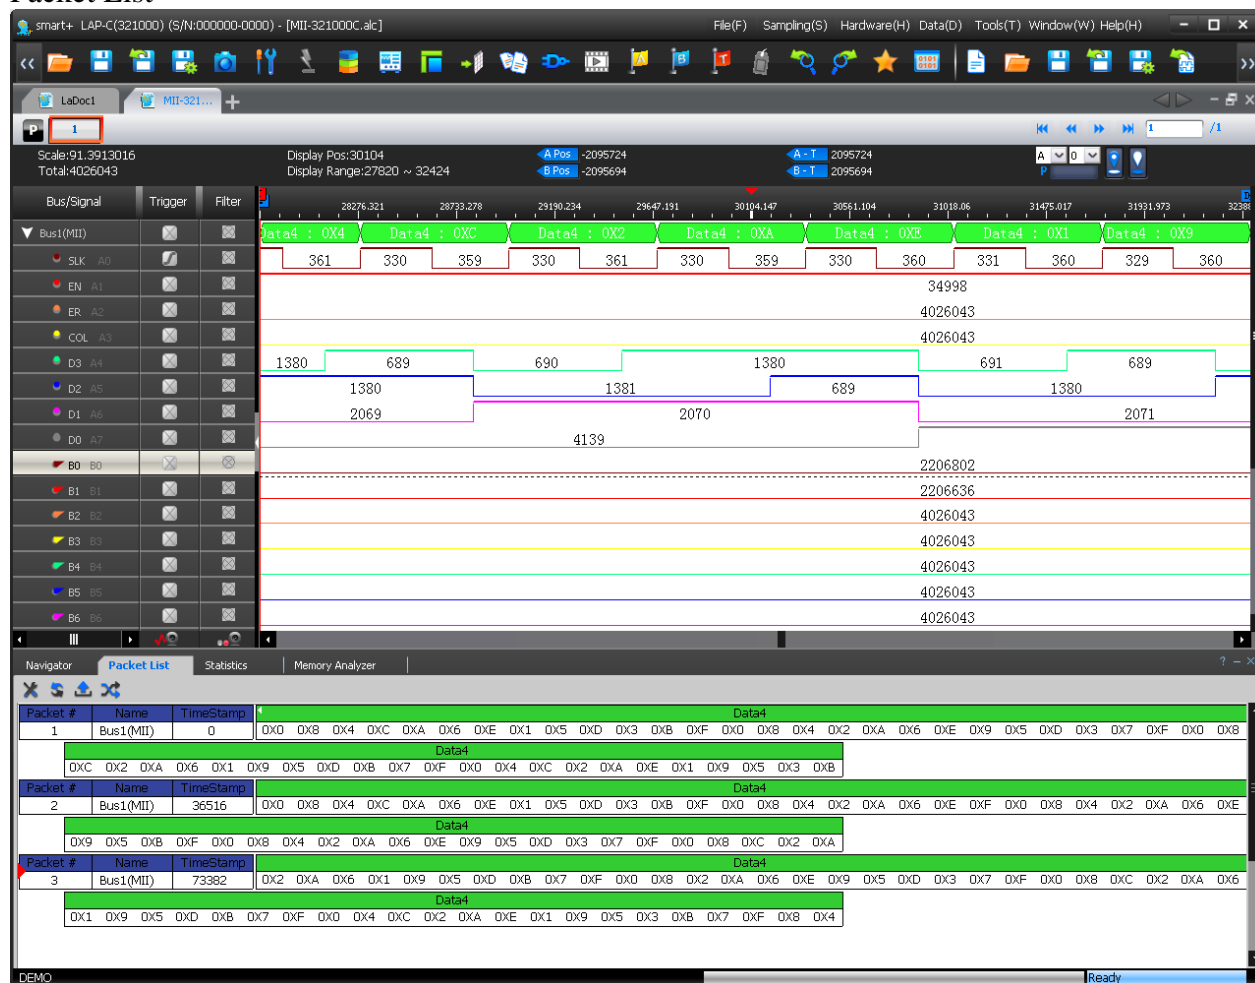 Packet List
smart+ LAP-C(321000) (S/N:000000-0000) - [MII-321000C.alc] File(F) Sampling(S) Hardware(H) Data(D) Tools(T) Window(W) Help(H)
LaDoc1 MII-321...
P 1 1 /1
Scale:91.3913016 Display Pos:30104 A Pos -2095724 A - T 2095724 A 0
Total:4026043 Display Range:27820 ~ 32424 B Pos -2095694 B - T 2095694 P
Bus/Signal Trigger Filter 28276.321 28733.278 29190.234 29647.191 30104.147 30561.104 31018.06 31475.017 31931.973
Bus1(MII) Data4 : 0X4 Data4 : 0XC Data4 : 0X2 Data4 : 0XA Data4 : 0XE Data4 : 0X1 Data4 : 0X9
SLK A0 361 330 359 330 361 330 359 330 360 331 360 329 360
EN A1 34998
ER A2 4026043
COL A3 4026043
D3 A4 1380 689 690 1380 691 689
D2 A5 1380 1381 689 1380
D1 A6 2069 2070 2071
D0 A7 4139
B0 B0 2206802
B1 B1 2206636
B2 B2 4026043
B3 B3 4026043
B4 B4 4026043
B5 B5 4026043
B6 B6 4026043
Navigator Packet List Statistics Memory Analyzer
Packet # Name TimeStamp Data4
1 Bus1(MII) 0 0X0 0X8 0X4 0XC 0XA 0X6 0XE 0X1 0X5 0XD 0X3 0XB 0XF 0X0 0X8 0X4 0X2 0XA 0X6 0XE 0X9 0X5 0XD 0X3 0X7 0XF 0X0 0X8
Data4
0XC 0X2 0XA 0X6 0X1 0X9 0X5 0XD 0XB 0X7 0XF 0X0 0X4 0XC 0X2 0XA 0XE 0X1 0X9 0X5 0X3 0XB
Packet # Name TimeStamp Data4
2 Bus1(MII) 36516 0X0 0X8 0X4 0XC 0XA 0X6 0XE 0X1 0X5 0XD 0X3 0XB 0XF 0X0 0X8 0X4 0X2 0XA 0X6 0XE 0XF 0X0 0X8 0X4 0X2 0XA 0X6 0XE
Data4
0X9 0X5 0XB 0XF 0X0 0X8 0X4 0X2 0XA 0X6 0XE 0X9 0X5 0XD 0X3 0X7 0XF 0X0 0X8 0XC 0X2 0XA
Packet # Name TimeStamp Data4
3 Bus1(MII) 73382 0X2 0XA 0X6 0X1 0X9 0X5 0XD 0XB 0X7 0XF 0X0 0X8 0X2 0XA 0X6 0XE 0X9 0X5 0XD 0X3 0X7 0XF 0X0 0X8 0XC 0X2 0XA 0X6
Data4
0X1 0X9 0X5 0XD 0XB 0X7 0XF 0X0 0X4 0XC 0X2 0XA 0XE 0X1 0X9 0X5 0X3 0XB 0X7 0XF 0X8 0X4
DEMO Ready